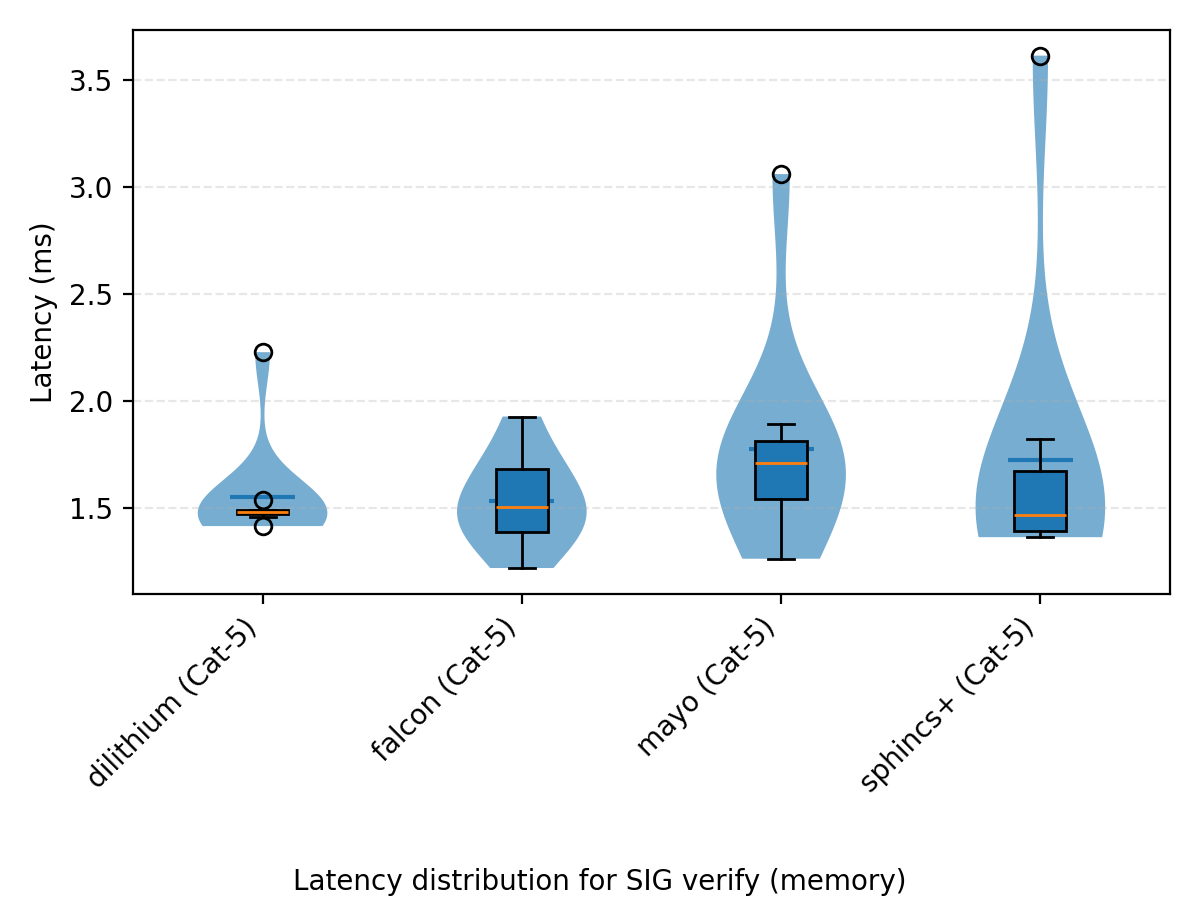 3.5
3.0
2.5
2.0
1.5
Latency (ms)
dilithium (Cat-5)
falcon (Cat-5)
mayo (Cat-5)
sphincs+ (Cat-5)
Latency distribution for SIG verify (memory)